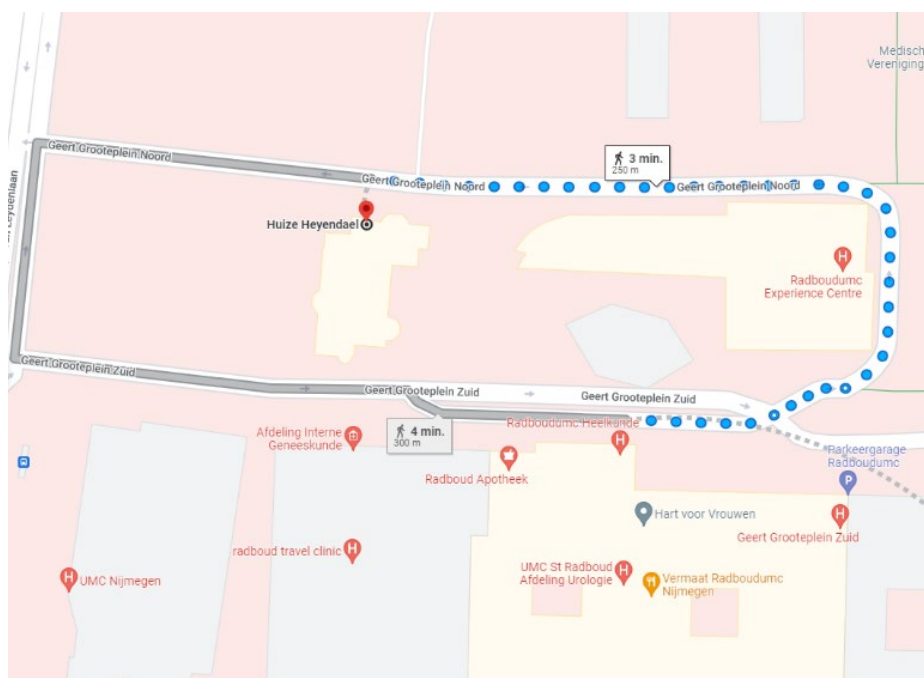 Medisch
Vereniging
Geert Grooteplein Noord
3 min.
250 m
Geert Grooteplein Noord
Geert Grooteplein Noord
Huize Heyendael
Leydenlaan
Radboudumc
Experience Centre
Geert Grooteplein Zuid
Geert Grooteplein Zuid
Geert Grooteplein Zuid
4 min.
300 m
Radboudumc Heelkunde
Afdeling Interne
Geneeskunde
Parkeergarage
Radboudumc
P
Radboud Apotheek
H
H
H
Hart voor Vrouwen
Geert Grooteplein Zuid
radboud travel clinic
H
UMC St Radboud
Afdeling Urologie
H
UMC Nijmegen
H
Vermaat Radboudumc
Nijmegen